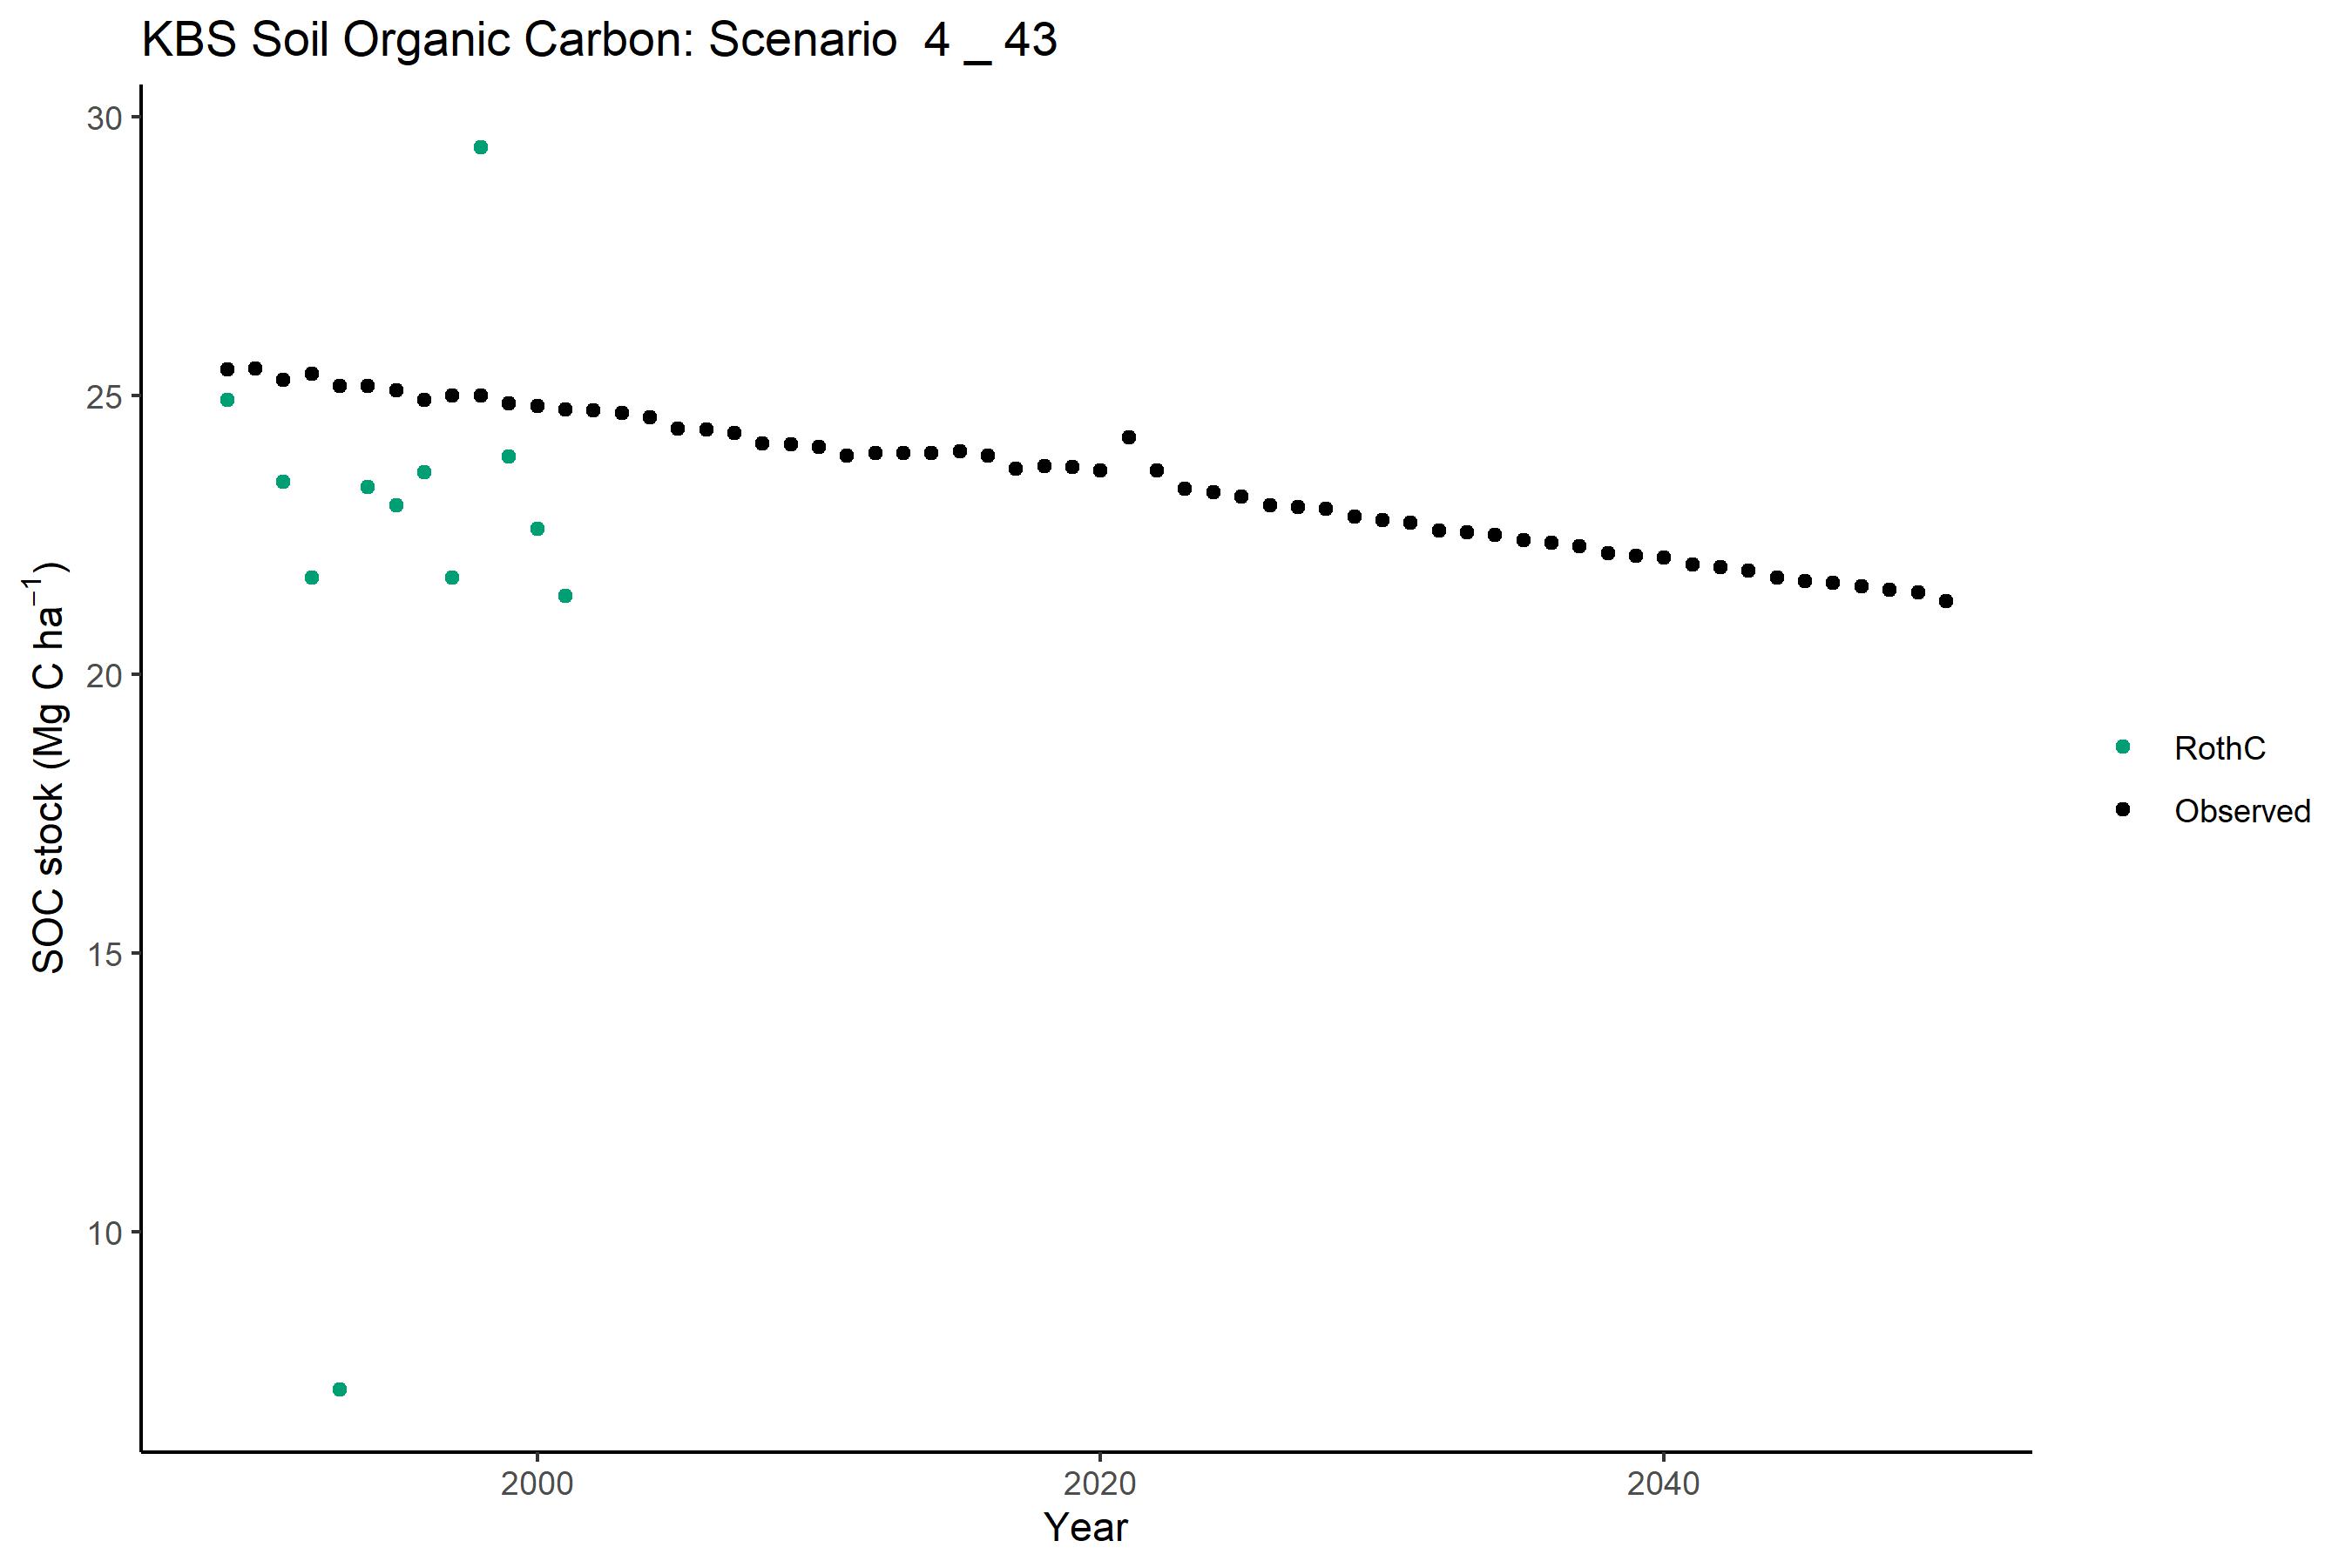 KBS Soil Organic Carbon: Scenario  4 _ 43
SOC stock (Mg C ha−1)
30
25
20
15
10
2000
2020
2040
Year
RothC
Observed